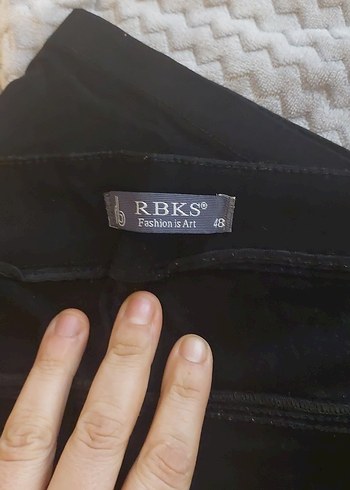 b RBKS®
Fashion is Art 48